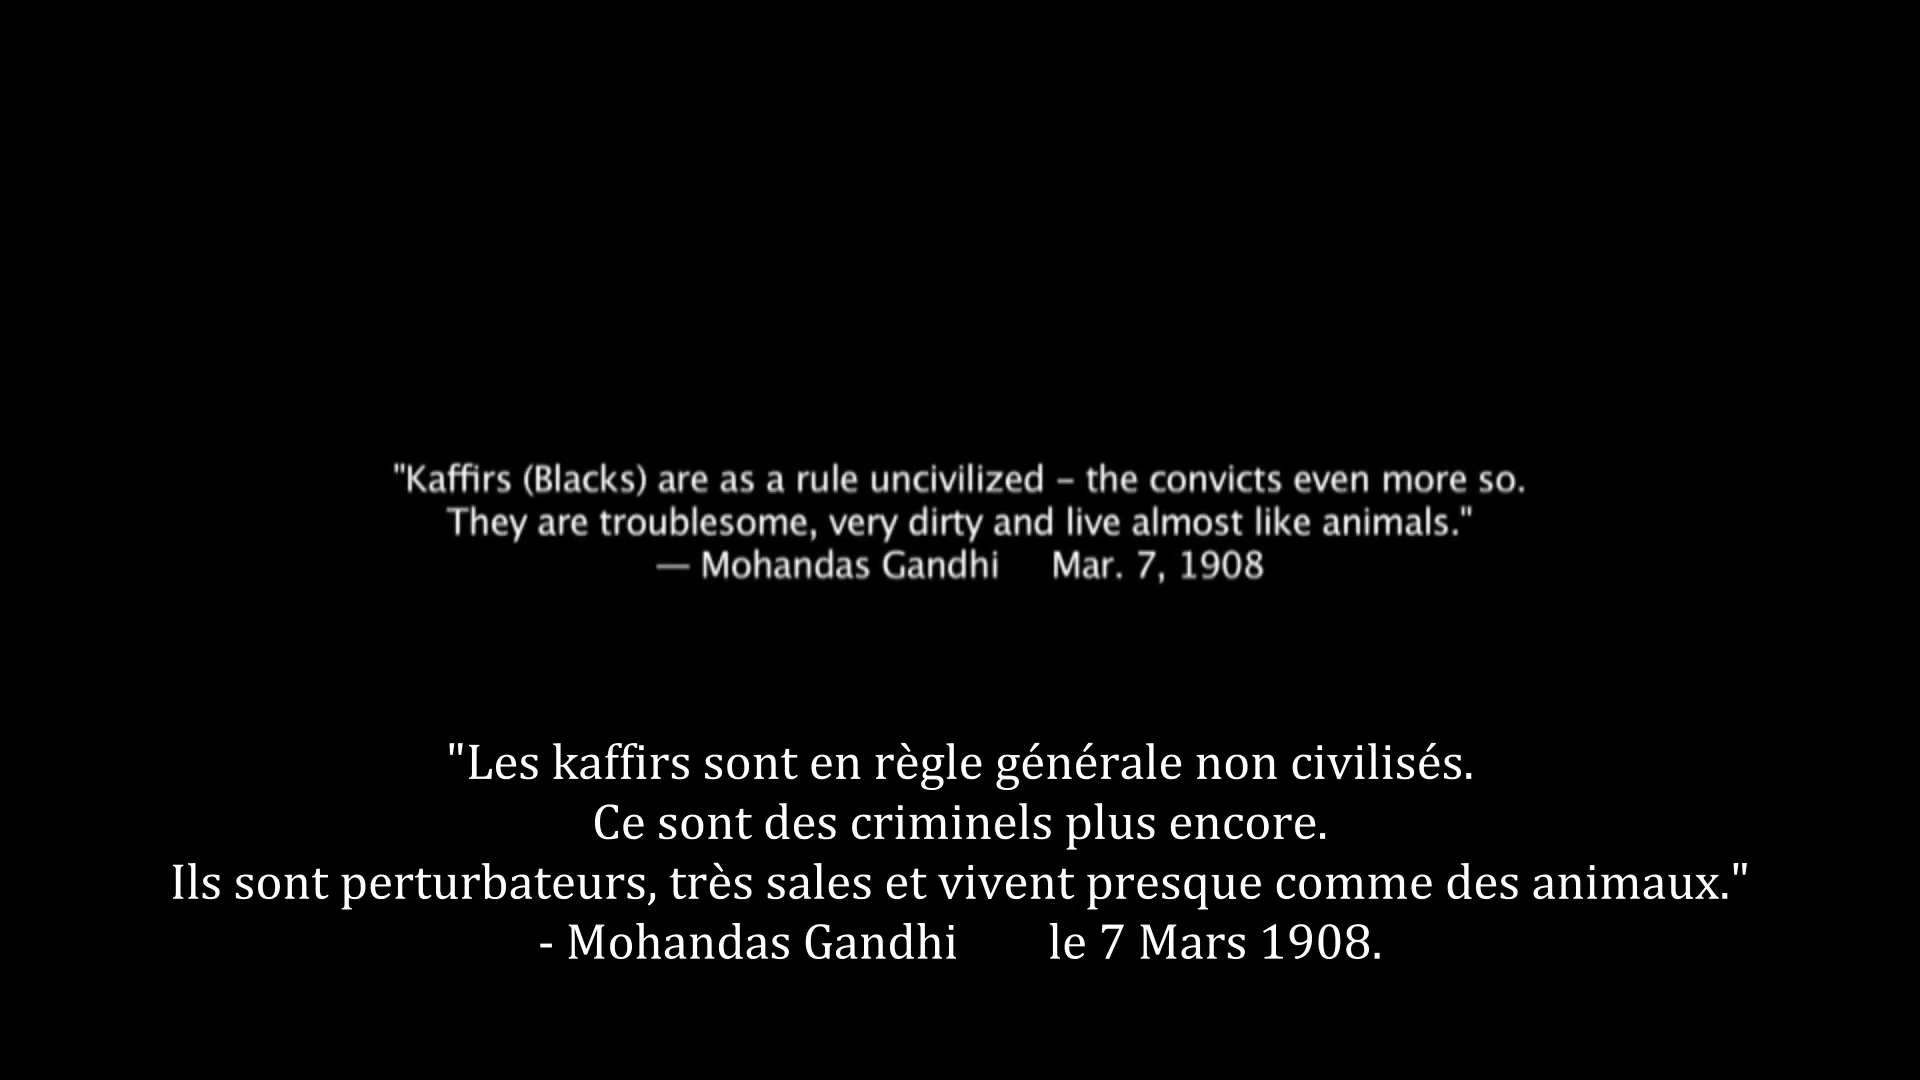 "Kaffirs (Blacks) are as a rule uncivilized – the convicts even more so.
They are troublesome, very dirty and live almost like animals."
— Mohandas Gandhi Mar. 7, 1908
"Les kaffirs sont en règle générale non civilisés.
Ce sont des criminels plus encore.
Ils sont perturbateurs, très sales et vivent presque comme des animaux."
- Mohandas Gandhi le 7 Mars 1908.